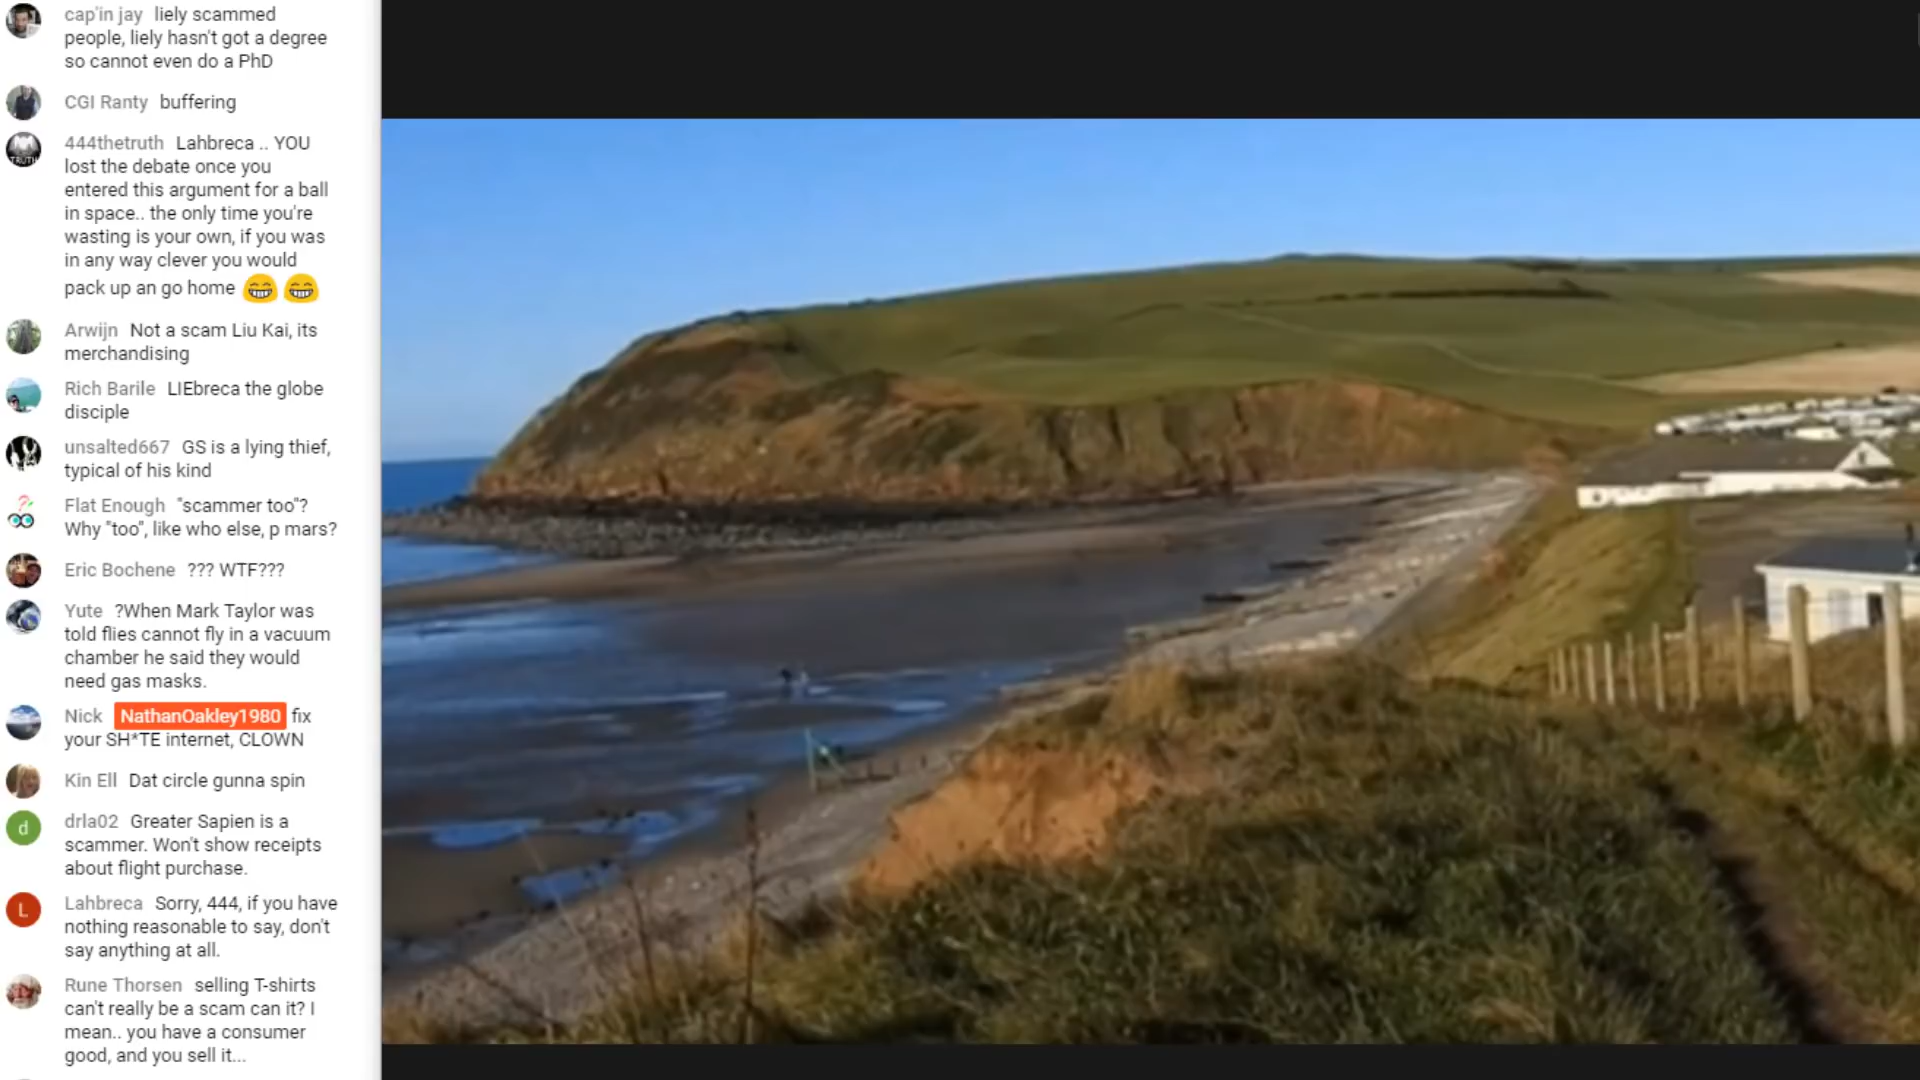 cap'in jay liely scammed
people, liely hasn't got a degree
so cannot even do a PhD
CGI Ranty buffering
444thetruth Lahbreca .. YOU
lost the debate once you
entered this argument for a ball
in space.. the only time you're
wasting is your own, if you was
in any way clever you would
pack up an go home
Arwijn Not a scam Liu Kai, its
merchandising
Rich Barile LIEbreca the globe
disciple
unsalted667 GS is a lying thief,
typical of his kind
Flat Enough "scammer too"?
Why "too", like who else, p mars?
Eric Bochene ??? WTF???
Yute ?When Mark Taylor was
told flies cannot fly in a vacuum
chamber he said they would
need gas masks.
Nick NathanOakley1980 fix
your SH*TE internet, CLOWN
Kin Ell Dat circle gunna spin
d
drla02 Greater Sapien is a
scammer. Won't show receipts
about flight purchase.
L
Lahbreca Sorry, 444, if you have
nothing reasonable to say, don't
say anything at all.
Rune Thorsen selling T-shirts
can't really be a scam can it? I
mean.. you have a consumer
good, and you sell it...
TRUTH